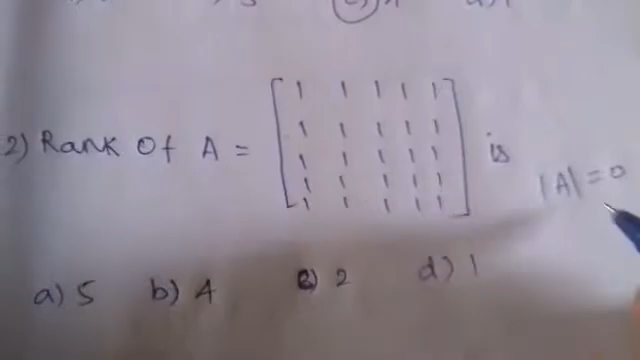 c)
2) Rank Of A = [ 1 1 1 1 1 is
1 1 1 1 1
1 1 1 1 1
1 1 1 1 1
1 1 1 1 1 ]
|A| = 0
a) 5 b) 4 c) 2 d) 1